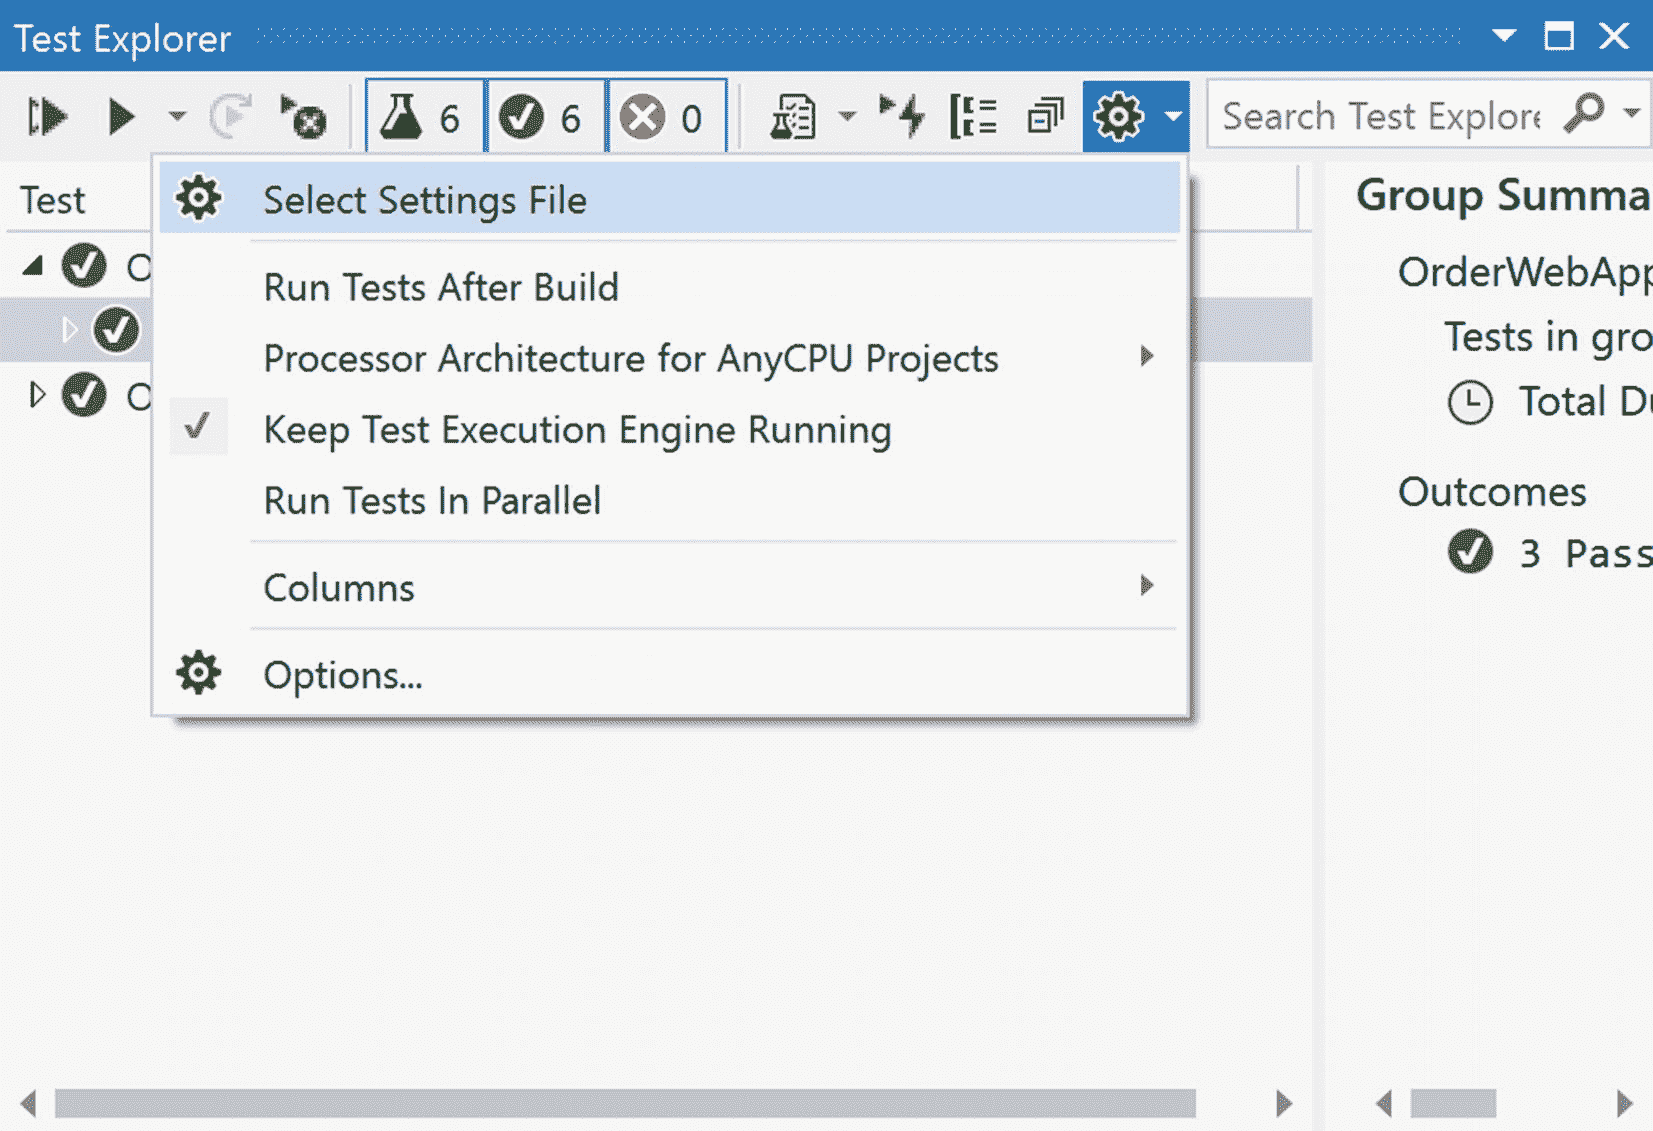 Test Explorer
6 6 0
Test
Select Settings File
Run Tests After Build
Processor Architecture for AnyCPU Projects
Keep Test Execution Engine Running
Run Tests In Parallel
Columns
Options...
Search Test Explore
Group Summa
OrderWebApp
Tests in gro
Total Du
Outcomes
3 Pass